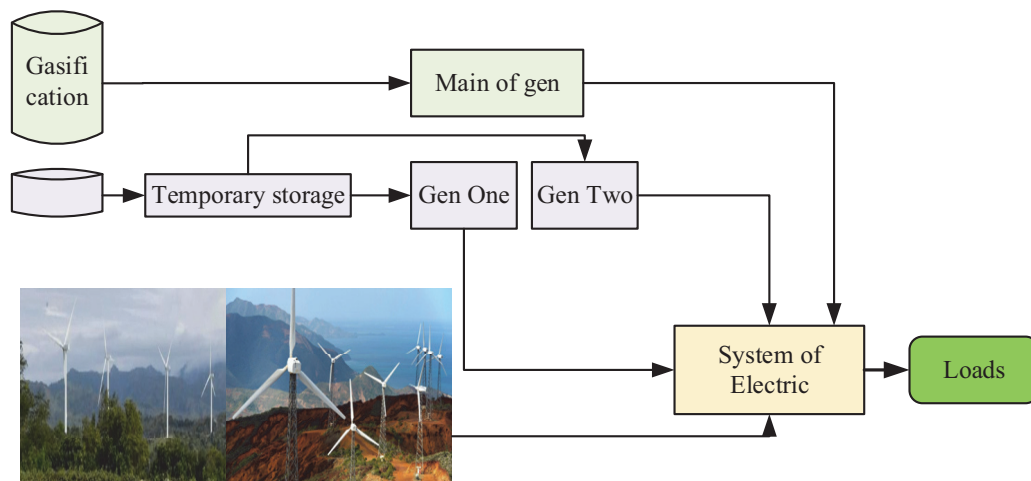 Gasifi
cation
Main of gen
Temporary storage
Gen One
Gen Two
System of
Electric
Loads